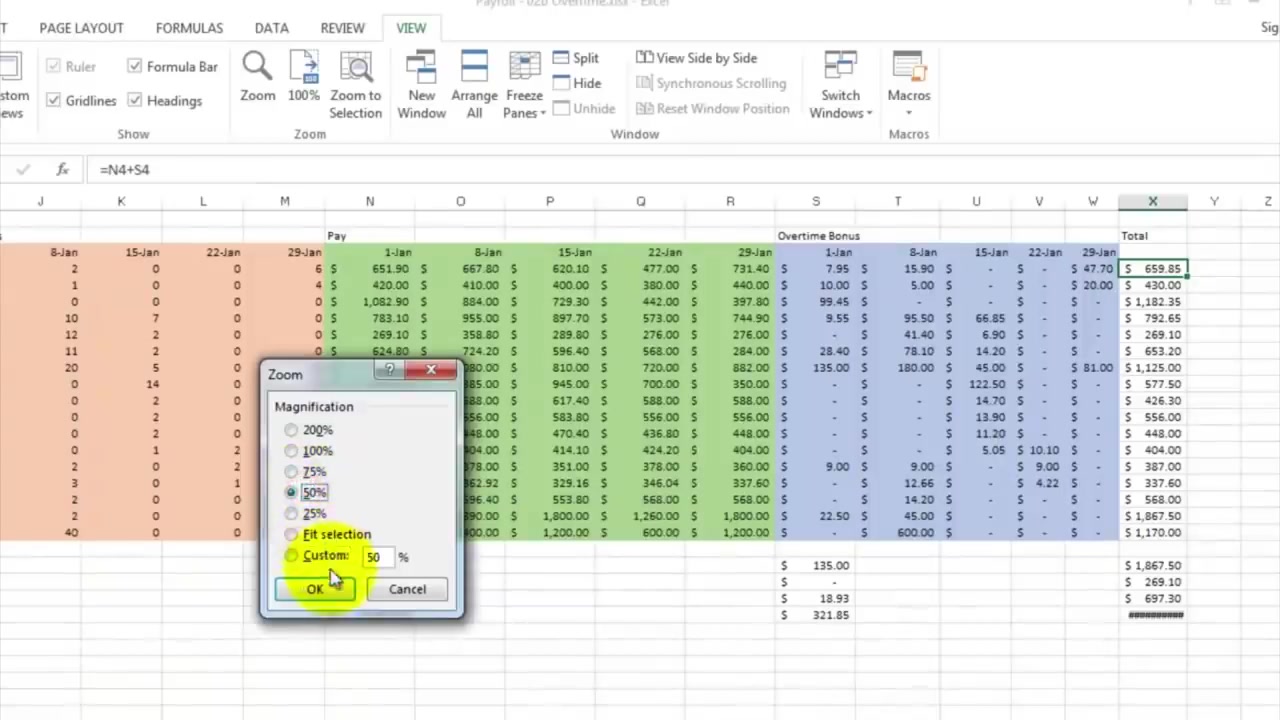 Payroll - 02b Overtime.xlsx - Excel
T PAGE LAYOUT FORMULAS DATA REVIEW VIEW Sig
Ruler Formula Bar Zoom 100% Zoom to Selection New Window Arrange All Freeze Panes Split View Side by Side Switch Windows Macros
stom Hide Synchronous Scrolling
ews Gridlines Headings Unhide Reset Window Position
Show Zoom Window Macros
fx =N4+S4
J K L M N O P Q R S T U V W X Y Z
s Pay Overtime Bonus Total
8-Jan 15-Jan 22-Jan 29-Jan 1-Jan 8-Jan 15-Jan 22-Jan 29-Jan 1-Jan 8-Jan 15-Jan 22-Jan 29-Jan
2 0 0 6 $ 651.90 $ 667.80 $ 620.10 $ 477.00 $ 731.40 $ 7.95 $ 15.90 $ - $ - $ 47.70 $ 659.85
1 0 0 4 $ 420.00 $ 410.00 $ 400.00 $ 380.00 $ 440.00 $ 10.00 $ 5.00 $ - $ - $ 20.00 $ 430.00
0 0 0 0 $ 1,082.90 $ 884.00 $ 729.30 $ 442.00 $ 397.80 $ 99.45 $ - $ - $ - $ - $ 1,182.35
10 7 0 0 $ 783.10 $ 955.00 $ 897.70 $ 573.00 $ 744.90 $ 9.55 $ 95.50 $ 66.85 $ - $ - $ 792.65
12 2 0 0 $ 269.10 $ 358.80 $ 289.80 $ 276.00 $ 276.00 $ - $ 41.40 $ 6.90 $ - $ - $ 269.10
11 2 0 0 $ 624.80 $ 724.20 $ 596.40 $ 568.00 $ 284.00 $ 28.40 $ 78.10 $ 14.20 $ - $ - $ 653.20
20 5 0 080.00 $ 810.00 $ 720.00 $ 882.00 $ 135.00 $ 180.00 $ 45.00 $ - $ 81.00 $ 1,125.00
0 14 0 385.00 $ 945.00 $ 700.00 $ 350.00 $ - $ - $ 122.50 $ - $ - $ 577.50
0 2 0 588.00 $ 617.40 $ 588.00 $ 588.00 $ - $ - $ 14.70 $ - $ - $ 426.30
0 2 0 556.00 $ 583.80 $ 556.00 $ 556.00 $ - $ - $ 13.90 $ - $ - $ 556.00
0 2 0 448.00 $ 470.40 $ 436.80 $ 448.00 $ - $ - $ 11.20 $ - $ - $ 448.00
0 1 2 404.00 $ 414.10 $ 424.20 $ 404.00 $ - $ - $ 5.05 $ 10.10 $ - $ 404.00
2 0 2 378.00 $ 351.00 $ 378.00 $ 360.00 $ 9.00 $ 9.00 $ - $ 9.00 $ - $ 387.00
3 0 1 362.92 $ 329.16 $ 346.04 $ 337.60 $ - $ 12.66 $ - $ 4.22 $ - $ 337.60
2 0 0 596.40 $ 553.80 $ 568.00 $ 568.00 $ - $ 14.20 $ - $ - $ - $ 568.00
2 0 0 890.00 $ 1,800.00 $ 1,260.00 $ 1,800.00 $ 22.50 $ 45.00 $ - $ - $ - $ 1,867.50
40 0 0 400.00 $ 1,200.00 $ 600.00 $ 1,200.00 $ - $ 600.00 $ - $ - $ - $ 1,170.00
$ 135.00 $ 1,867.50
$ - $ 269.10
$ 18.93 $ 697.30
$ 321.85 ##########
Zoom ?
Magnification
200%
100%
75%
50%
25%
Fit selection
Custom: 50 %
OK Cancel